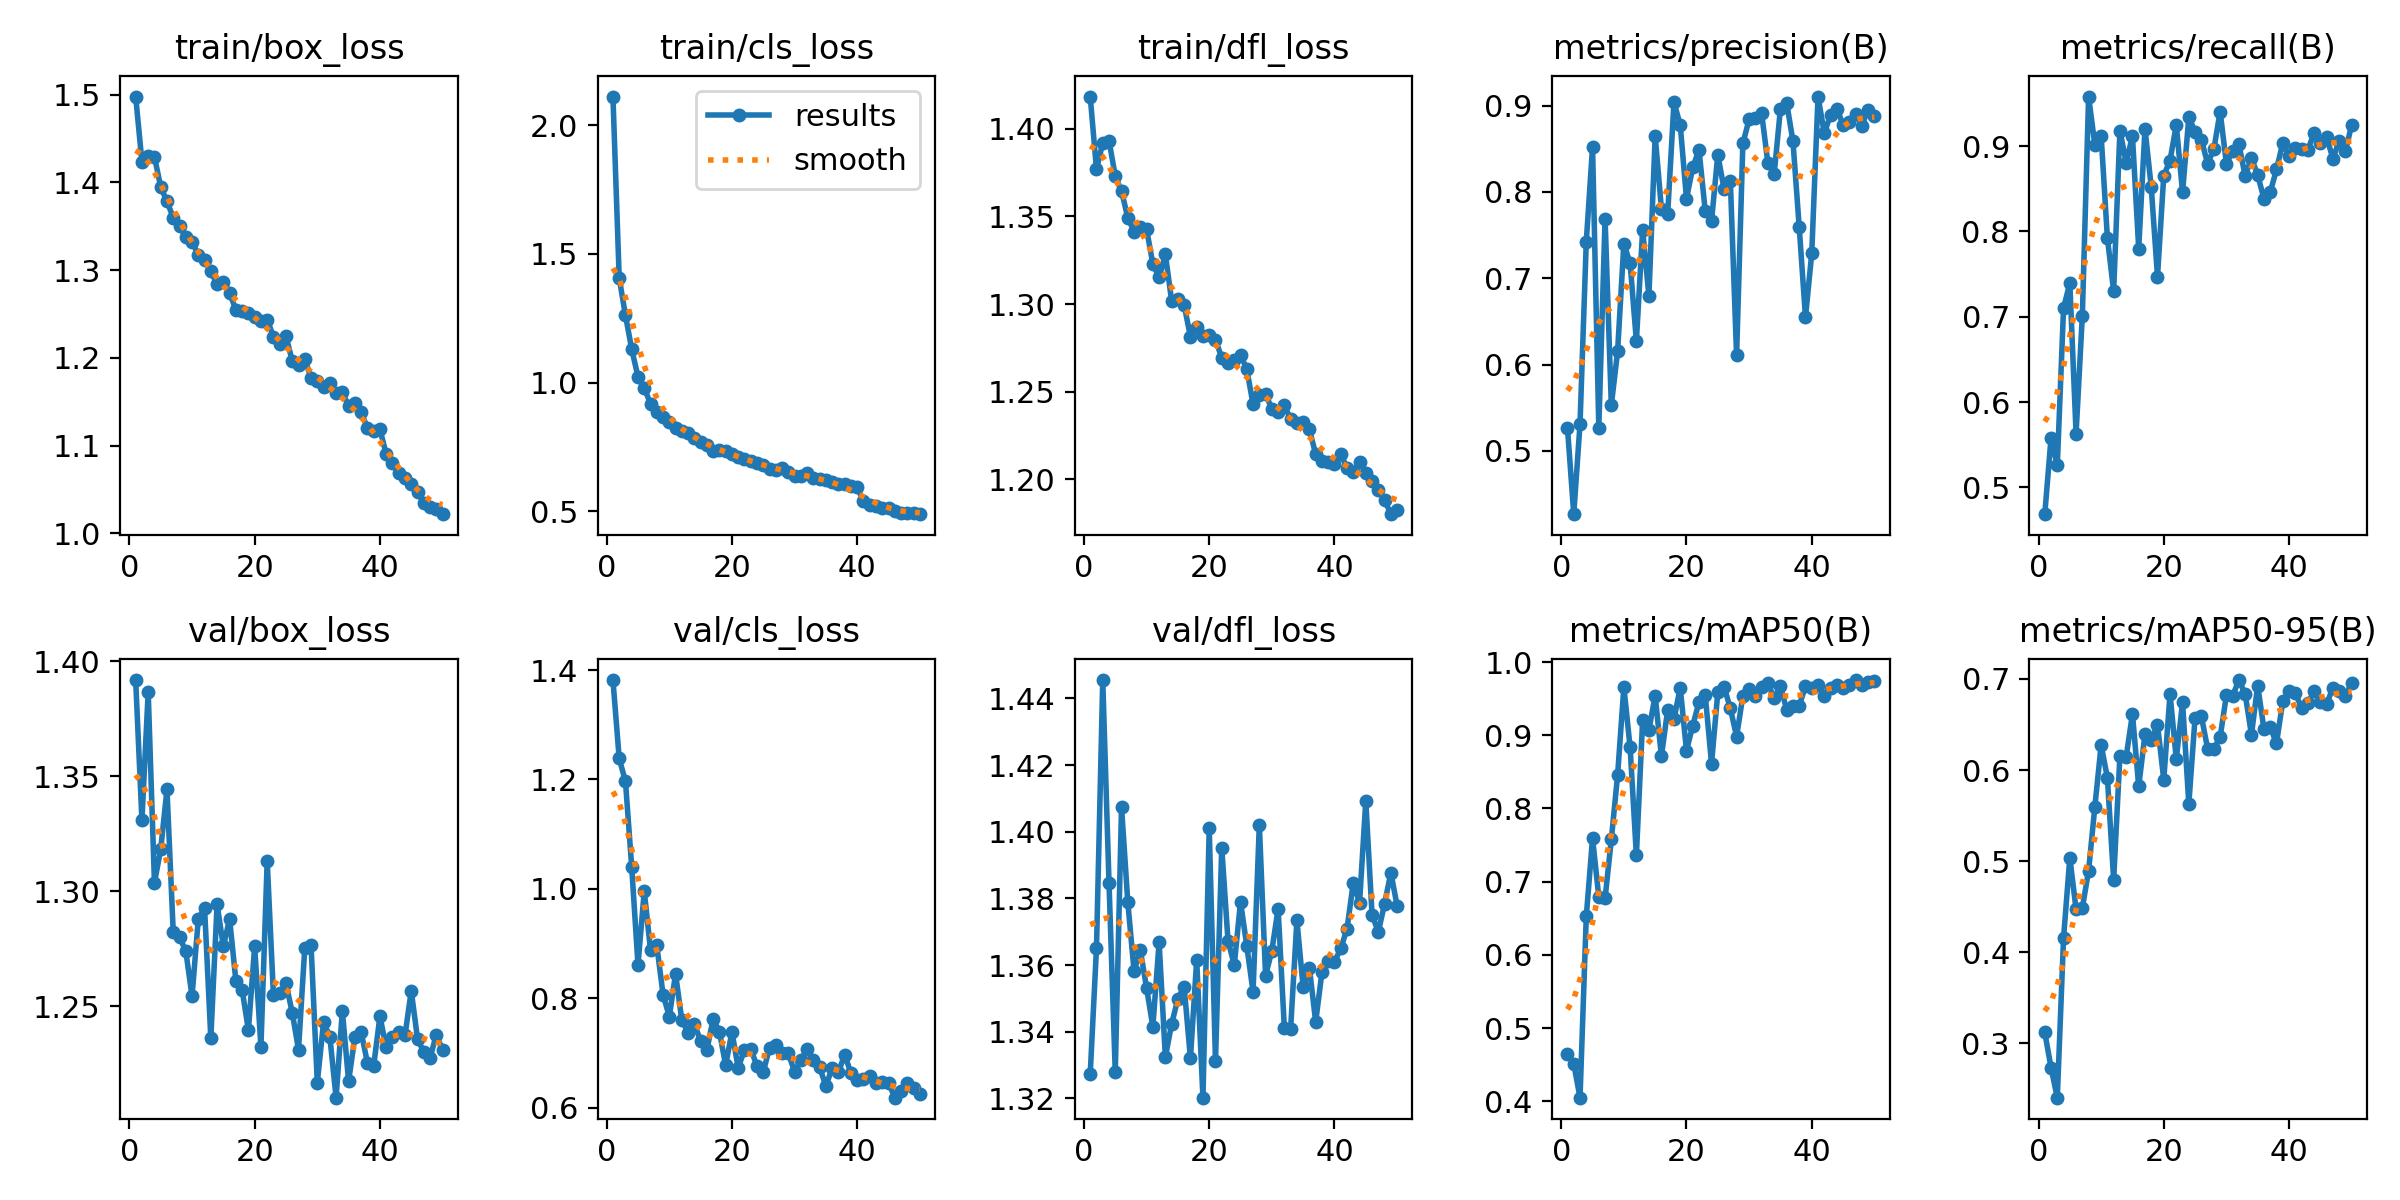 train/box_loss
1.5
1.4
1.3
1.2
1.1
1.0
0 20 40
train/cls_loss
results
smooth
2.0
1.5
1.0
0.5
0 20 40
train/dfl_loss
1.40
1.35
1.30
1.25
1.20
0 20 40
metrics/precision(B)
0.9
0.8
0.7
0.6
0.5
0 20 40
metrics/recall(B)
0.9
0.8
0.7
0.6
0.5
0 20 40
val/box_loss
1.40
1.35
1.30
1.25
0 20 40
val/cls_loss
1.4
1.2
1.0
0.8
0.6
0 20 40
val/dfl_loss
1.44
1.42
1.40
1.38
1.36
1.34
1.32
0 20 40
metrics/mAP50(B)
1.0
0.9
0.8
0.7
0.6
0.5
0.4
0 20 40
metrics/mAP50-95(B)
0.7
0.6
0.5
0.4
0.3
0 20 40